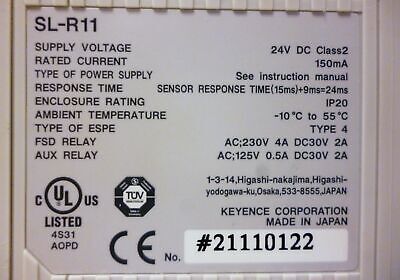 SL-R11
SUPPLY VOLTAGE 24V DC Class2
RATED CURRENT 150mA
TYPE OF POWER SUPPLY See instruction manual
RESPONSE TIME SENSOR RESPONSE TIME(15ms)+9ms=24ms
ENCLOSURE RATING IP20
AMBIENT TEMPERATURE -10°C to 55°C
TYPE OF ESPE TYPE 4
FSD RELAY AC;230V 4A DC30V 2A
AUX RELAY AC;125V 0.5A DC30V 2A
1-3-14,Higashi-nakajima,Higashi-
yodogawa-ku,Osaka,533-8555,JAPAN
C UL US
LISTED
4S31
AOPD
TÜV
CE
KEYENCE CORPORATION
MADE IN JAPAN
No. #21110122